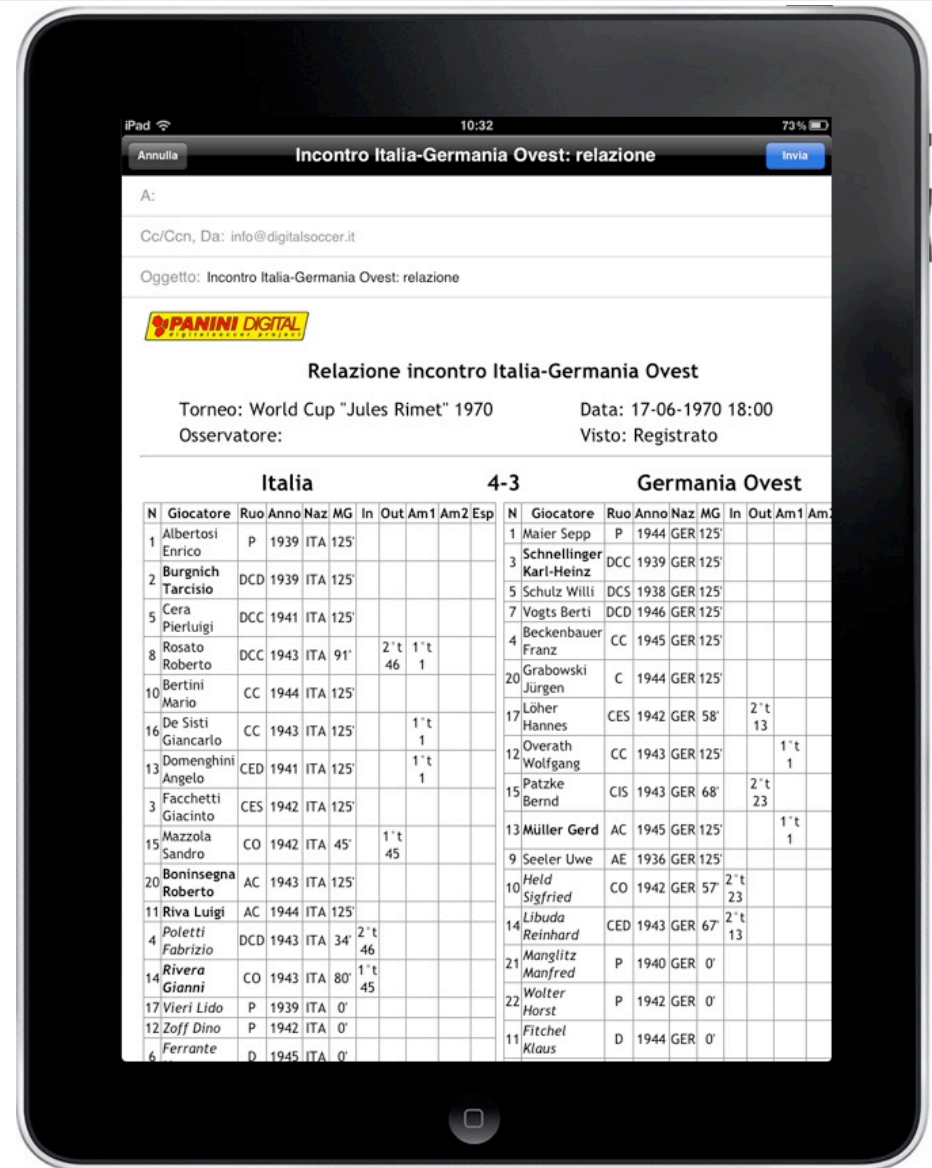 iPad 10:32 73%
Annulla Incontro Italia-Germania Ovest: relazione Invia
A:
Cc/Ccn, Da: info@digitalsoccer.it
Oggetto: Incontro Italia-Germania Ovest: relazione
PANINI DIGITAL
digitalsoccer project
Relazione incontro Italia-Germania Ovest
Torneo: World Cup "Jules Rimet" 1970 Data: 17-06-1970 18:00
Osservatore: Visto: Registrato
Italia 4-3 Germania Ovest
N Giocatore Ruo Anno Naz MG In Out Am1 Am2 Esp
1 Albertosi Enrico P 1939 ITA 125'
2 Burgnich Tarcisio DCD 1939 ITA 125'
5 Cera Pierluigi DCC 1941 ITA 125'
8 Rosato Roberto DCC 1943 ITA 91' 2°t 46 1°t 1
10 Bertini Mario CC 1944 ITA 125'
16 De Sisti Giancarlo CC 1943 ITA 125' 1°t 1
13 Domenghini Angelo CED 1941 ITA 125' 1°t 1
3 Facchetti Giacinto CES 1942 ITA 125'
15 Mazzola Sandro CO 1942 ITA 45' 1°t 45
20 Boninsegna Roberto AC 1943 ITA 125'
11 Riva Luigi AC 1944 ITA 125'
4 Poletti Fabrizio DCD 1943 ITA 34' 2°t 46
14 Rivera Gianni CO 1943 ITA 80' 1°t 45
17 Vieri Lido P 1939 ITA 0'
12 Zoff Dino P 1942 ITA 0'
6 Ferrante D 1945 ITA 0'
N Giocatore Ruo Anno Naz MG In Out Am1 Am2
1 Maier Sepp P 1944 GER 125'
3 Schnellinger Karl-Heinz DCC 1939 GER 125'
5 Schulz Willi DCS 1938 GER 125'
7 Vogts Berti DCD 1946 GER 125'
4 Beckenbauer Franz CC 1945 GER 125'
20 Grabowski Jürgen C 1944 GER 125'
17 Löher Hannes CES 1942 GER 58' 2°t 13
12 Overath Wolfgang CC 1943 GER 125' 1°t 1
15 Patzke Bernd CIS 1943 GER 68' 2°t 23
13 Müller Gerd AC 1945 GER 125' 1°t 1
9 Seeler Uwe AE 1936 GER 125'
10 Held Sigfried CO 1942 GER 57' 2°t 23
14 Libuda Reinhard CED 1943 GER 67' 2°t 13
21 Manglitz Manfred P 1940 GER 0'
22 Wolter Horst P 1942 GER 0'
11 Fitchel Klaus D 1944 GER 0'